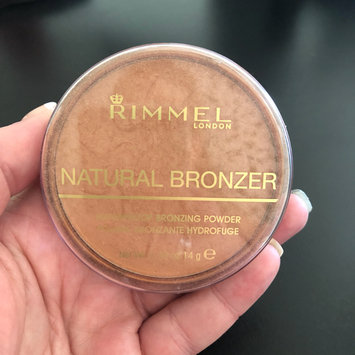 RIMMEL
LONDON
NATURAL BRONZER
BRONZING POWDER
HYDROFUGE
14 g e